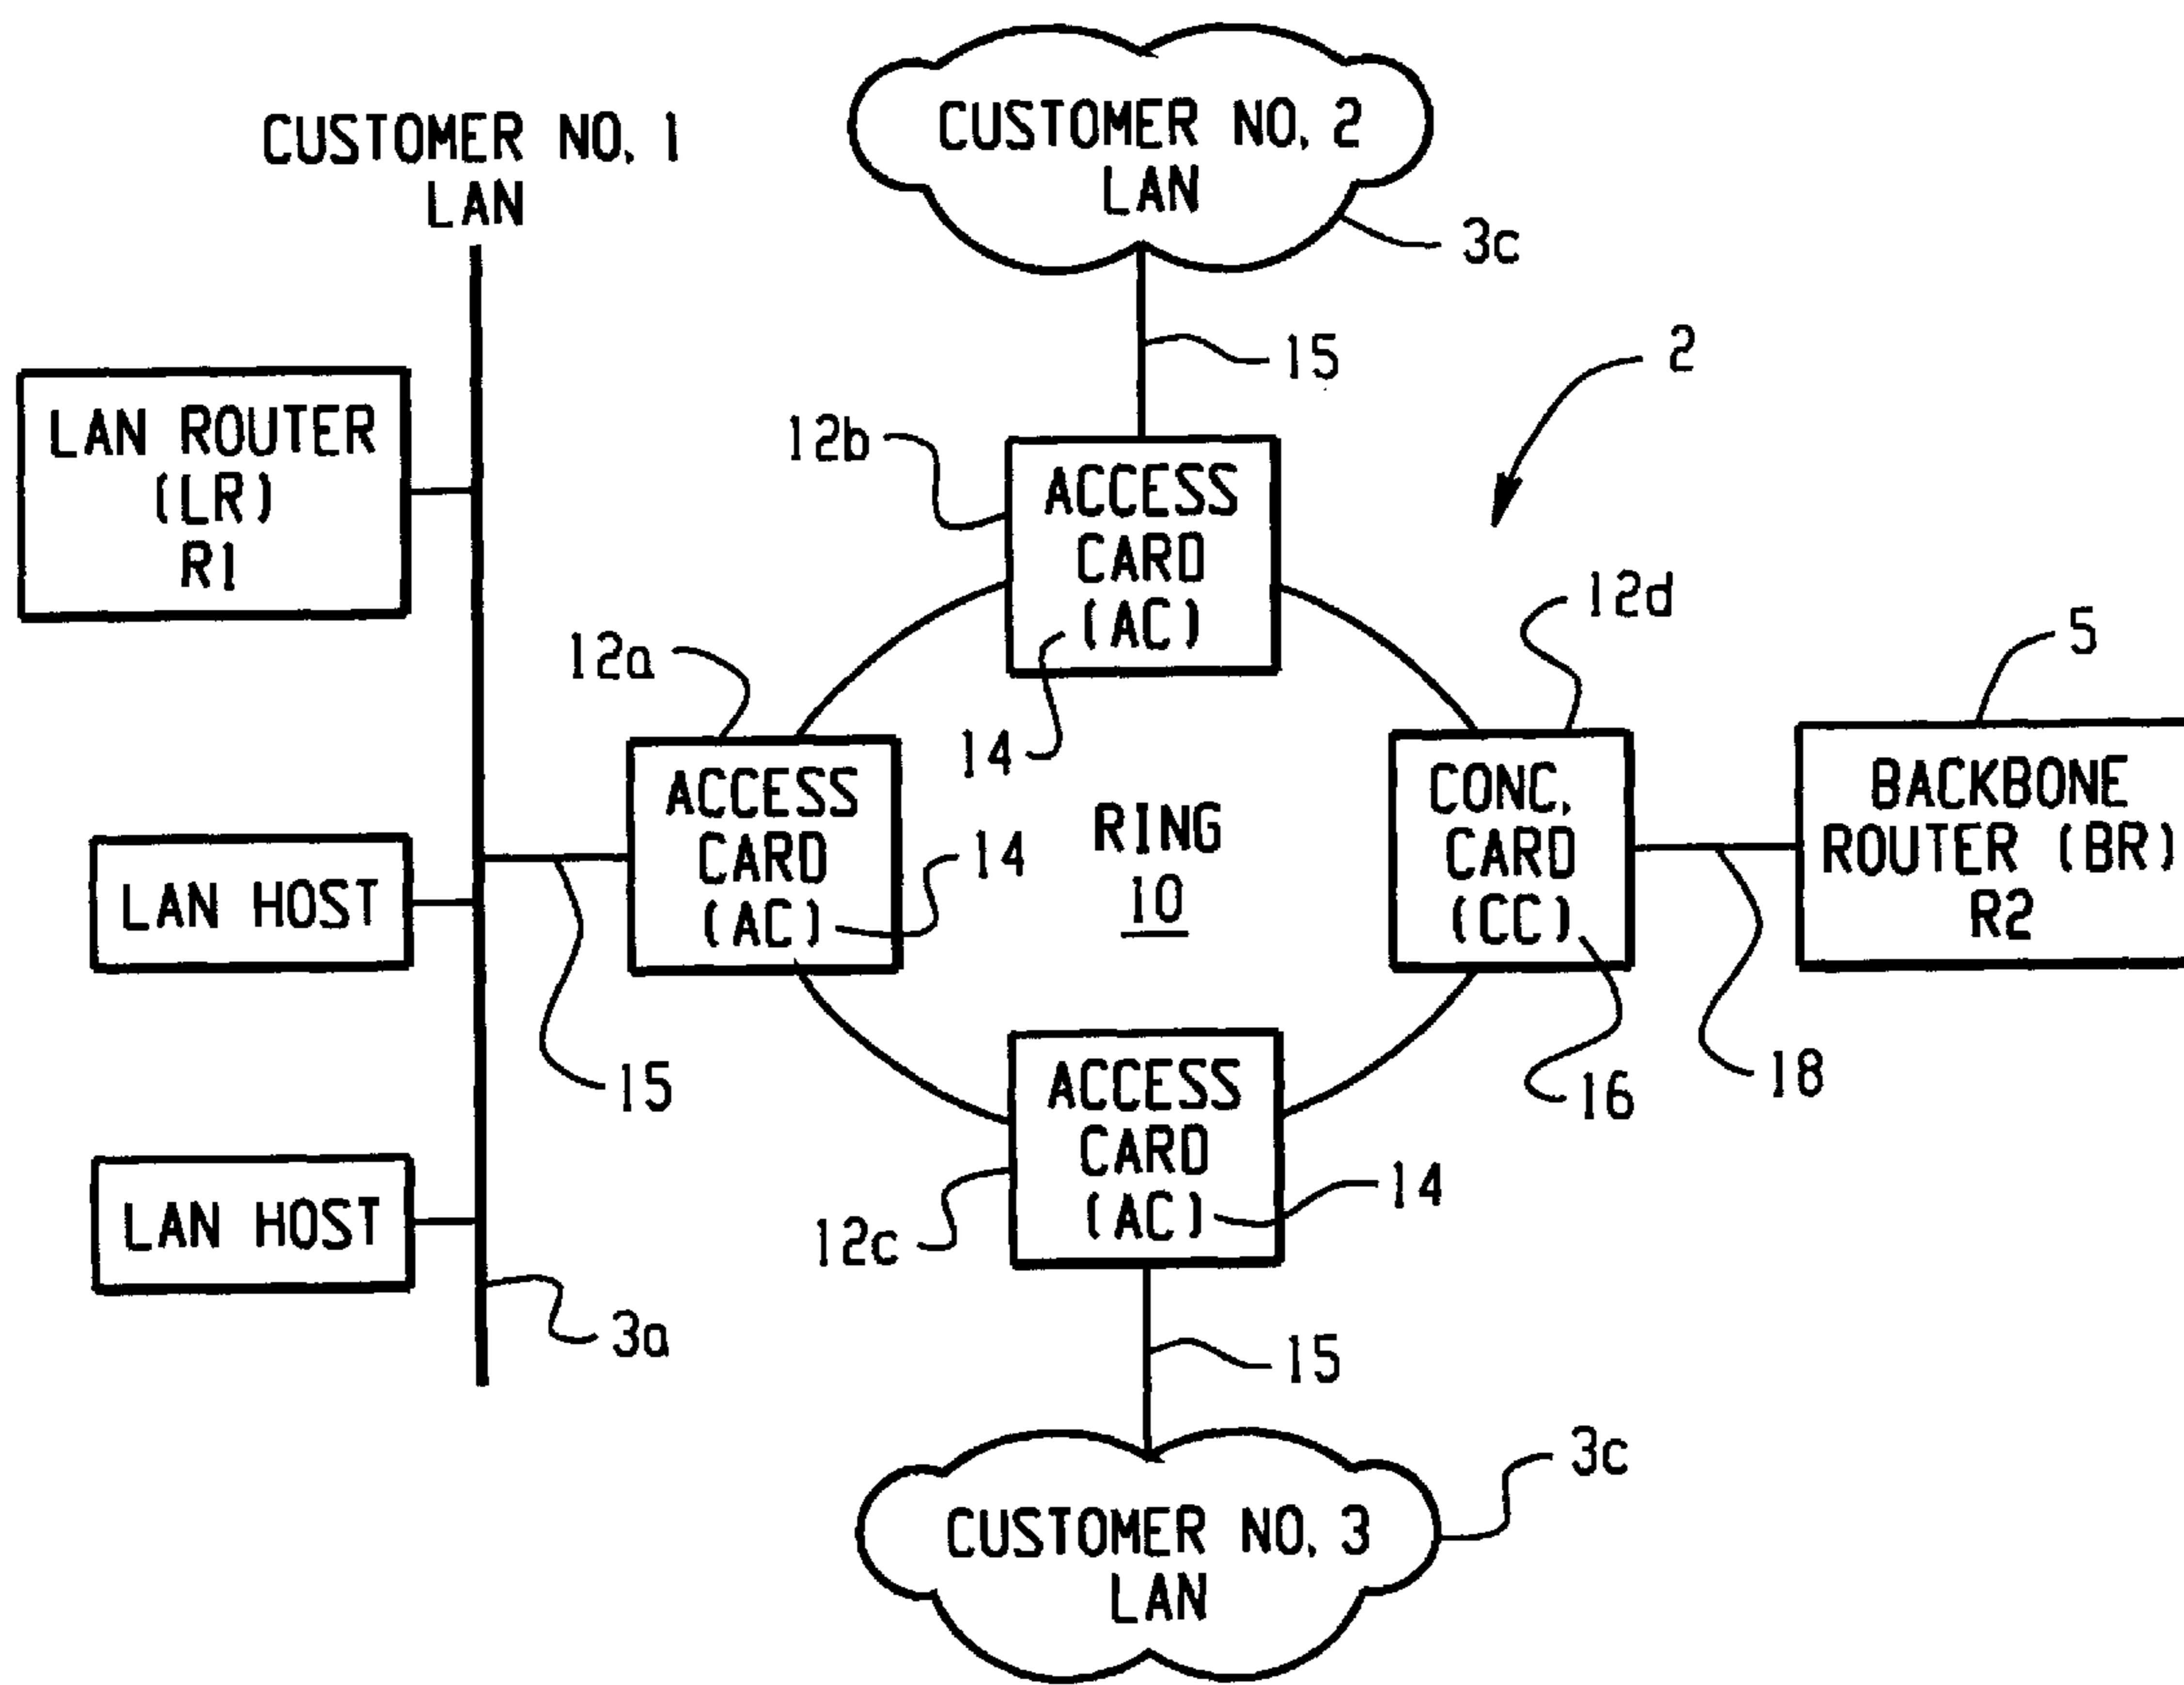 CUSTOMER NO. 1
LAN
CUSTOMER NO. 2
LAN
3c
15
2
LAN ROUTER
(LR)
R1
12b
ACCESS
CARD
(AC)
14
12d
5
12a
ACCESS
CARD
(AC)
14
RING
10
CONC.
CARD
(CC)
16
BACKBONE
ROUTER (BR)
R2
18
LAN HOST
15
LAN HOST
3a
ACCESS
CARD
(AC)
14
12c
15
3c
CUSTOMER NO. 3
LAN